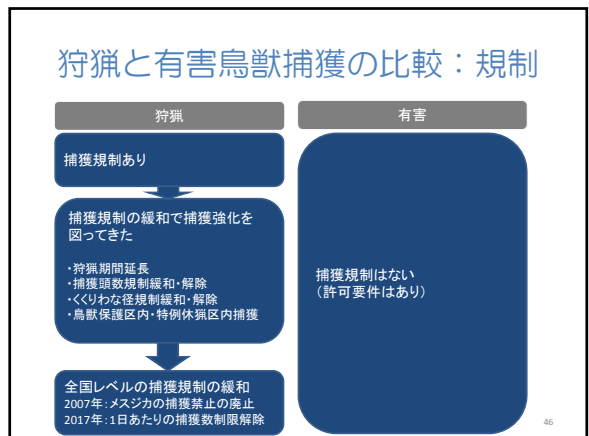 狩猟と有害鳥獣捕獲の比較：規制
狩猟
捕獲規制あり
捕獲規制の緩和で捕獲強化を
図ってきた
・狩猟期間延長
・捕獲頭数規制緩和・解除
・くくりわな径規制緩和・解除
・鳥獣保護区内・特例休猟区内捕獲
全国レベルの捕獲規制の緩和
2007年：メスジカの捕獲禁止の廃止
2017年：1日あたりの捕獲数制限解除
有害
捕獲規制はない
（許可要件はあり）
46